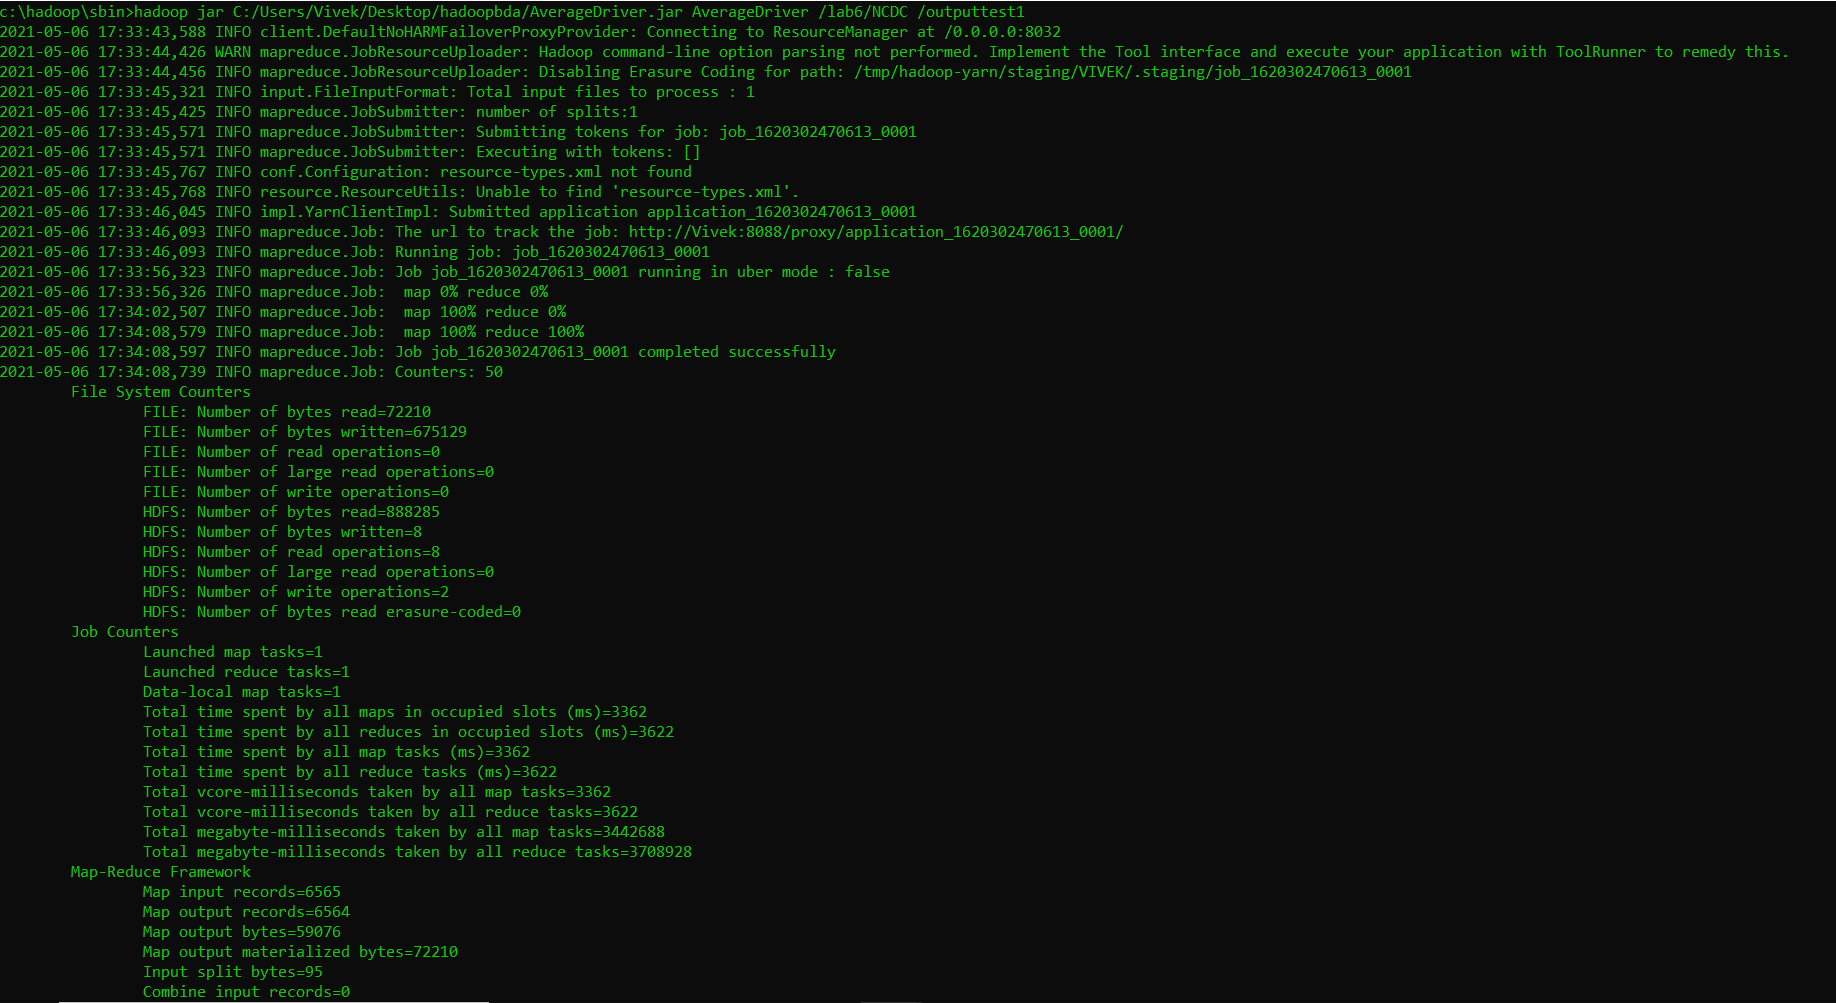 c:\hadoop\sbin>hadoop jar C:/Users/Vivek/Desktop/hadoopbda/AverageDriver.jar AverageDriver /lab6/NCDC /outputtest1
2021-05-06 17:33:43,588 INFO client.DefaultNoHARMFailoverProxyProvider: Connecting to ResourceManager at /0.0.0.0:8032
2021-05-06 17:33:44,426 WARN mapreduce.JobResourceUploader: Hadoop command-line option parsing not performed. Implement the Tool interface and execute your application with ToolRunner to remedy this.
2021-05-06 17:33:44,456 INFO mapreduce.JobResourceUploader: Disabling Erasure Coding for path: /tmp/hadoop-yarn/staging/VIVEK/.staging/job_1620302470613_0001
2021-05-06 17:33:45,321 INFO input.FileInputFormat: Total input files to process : 1
2021-05-06 17:33:45,425 INFO mapreduce.JobSubmitter: number of splits:1
2021-05-06 17:33:45,571 INFO mapreduce.JobSubmitter: Submitting tokens for job: job_1620302470613_0001
2021-05-06 17:33:45,571 INFO mapreduce.JobSubmitter: Executing with tokens: []
2021-05-06 17:33:45,767 INFO conf.Configuration: resource-types.xml not found
2021-05-06 17:33:45,768 INFO resource.ResourceUtils: Unable to find 'resource-types.xml'.
2021-05-06 17:33:46,045 INFO impl.YarnClientImpl: Submitted application application_1620302470613_0001
2021-05-06 17:33:46,093 INFO mapreduce.Job: The url to track the job: http://Vivek:8088/proxy/application_1620302470613_0001/
2021-05-06 17:33:46,093 INFO mapreduce.Job: Running job: job_1620302470613_0001
2021-05-06 17:33:56,323 INFO mapreduce.Job: Job job_1620302470613_0001 running in uber mode : false
2021-05-06 17:33:56,326 INFO mapreduce.Job:  map 0% reduce 0%
2021-05-06 17:34:02,507 INFO mapreduce.Job:  map 100% reduce 0%
2021-05-06 17:34:08,579 INFO mapreduce.Job:  map 100% reduce 100%
2021-05-06 17:34:08,597 INFO mapreduce.Job: Job job_1620302470613_0001 completed successfully
2021-05-06 17:34:08,739 INFO mapreduce.Job: Counters: 50
File System Counters
FILE: Number of bytes read=72210
FILE: Number of bytes written=675129
FILE: Number of read operations=0
FILE: Number of large read operations=0
FILE: Number of write operations=0
HDFS: Number of bytes read=888285
HDFS: Number of bytes written=8
HDFS: Number of read operations=8
HDFS: Number of large read operations=0
HDFS: Number of write operations=2
HDFS: Number of bytes read erasure-coded=0
Job Counters
Launched map tasks=1
Launched reduce tasks=1
Data-local map tasks=1
Total time spent by all maps in occupied slots (ms)=3362
Total time spent by all reduces in occupied slots (ms)=3622
Total time spent by all map tasks (ms)=3362
Total time spent by all reduce tasks (ms)=3622
Total vcore-milliseconds taken by all map tasks=3362
Total vcore-milliseconds taken by all reduce tasks=3622
Total megabyte-milliseconds taken by all map tasks=3442688
Total megabyte-milliseconds taken by all reduce tasks=3708928
Map-Reduce Framework
Map input records=6565
Map output records=6564
Map output bytes=59076
Map output materialized bytes=72210
Input split bytes=95
Combine input records=0